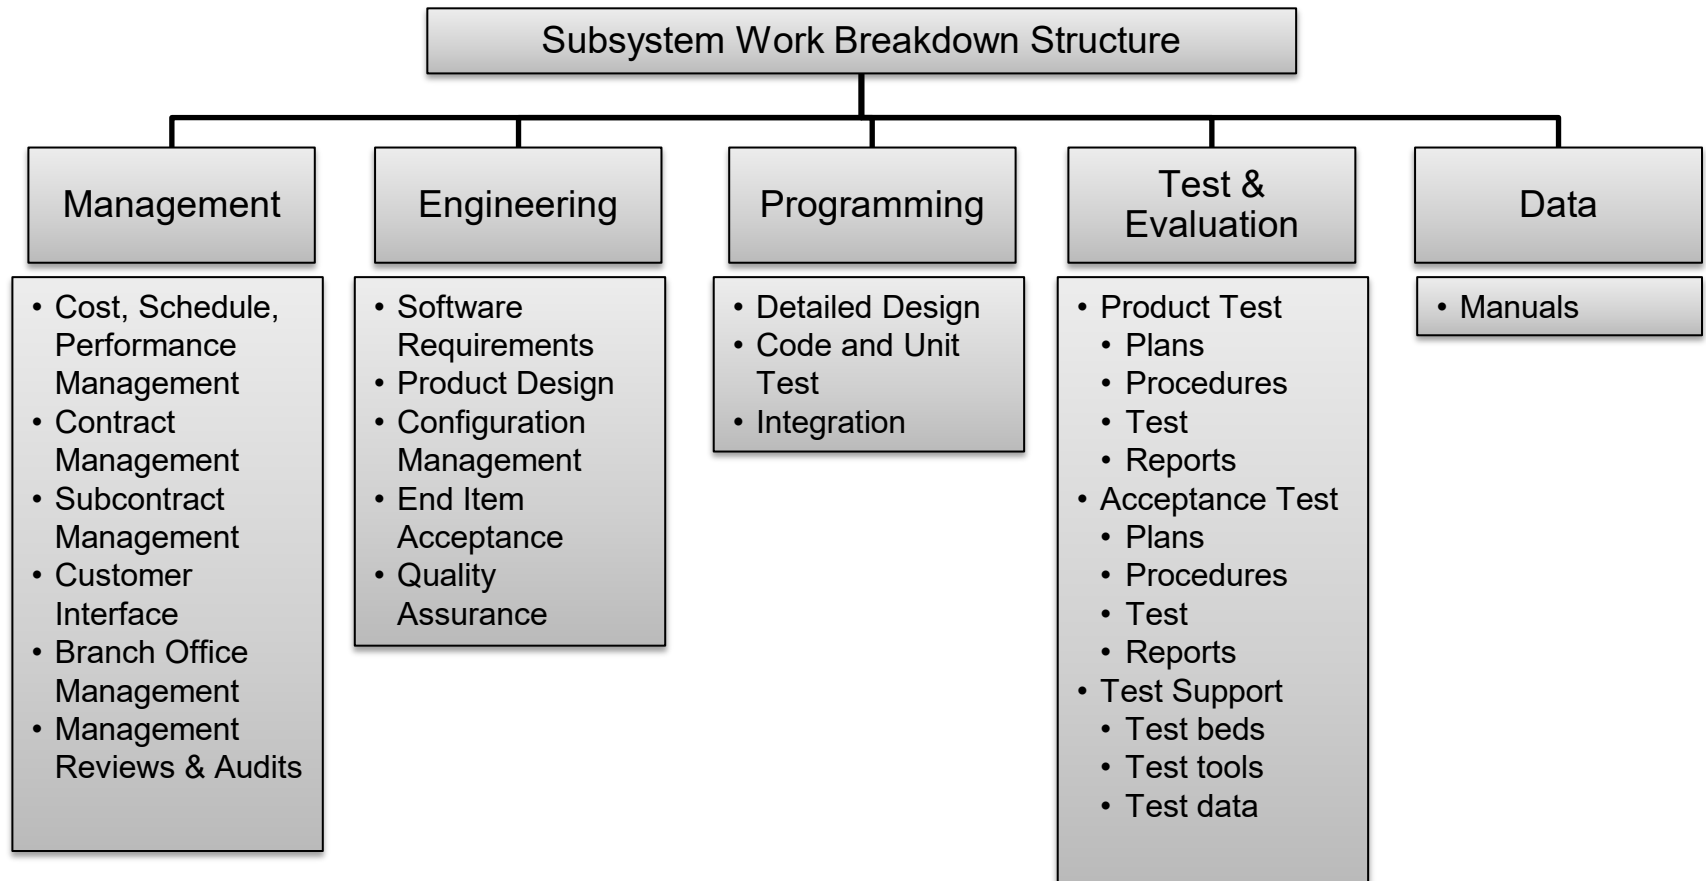 Subsystem Work Breakdown Structure
Management
• Cost, Schedule,
Performance
Management
• Contract
Management
• Subcontract
Management
• Customer
Interface
• Branch Office
Management
• Management
Reviews & Audits
Engineering
• Software
Requirements
• Product Design
• Configuration
Management
• End Item
Acceptance
• Quality
Assurance
Programming
• Detailed Design
• Code and Unit
Test
• Integration
Test &
Evaluation
• Product Test
• Plans
• Procedures
• Test
• Reports
• Acceptance Test
• Plans
• Procedures
• Test
• Reports
• Test Support
• Test beds
• Test tools
• Test data
Data
• Manuals